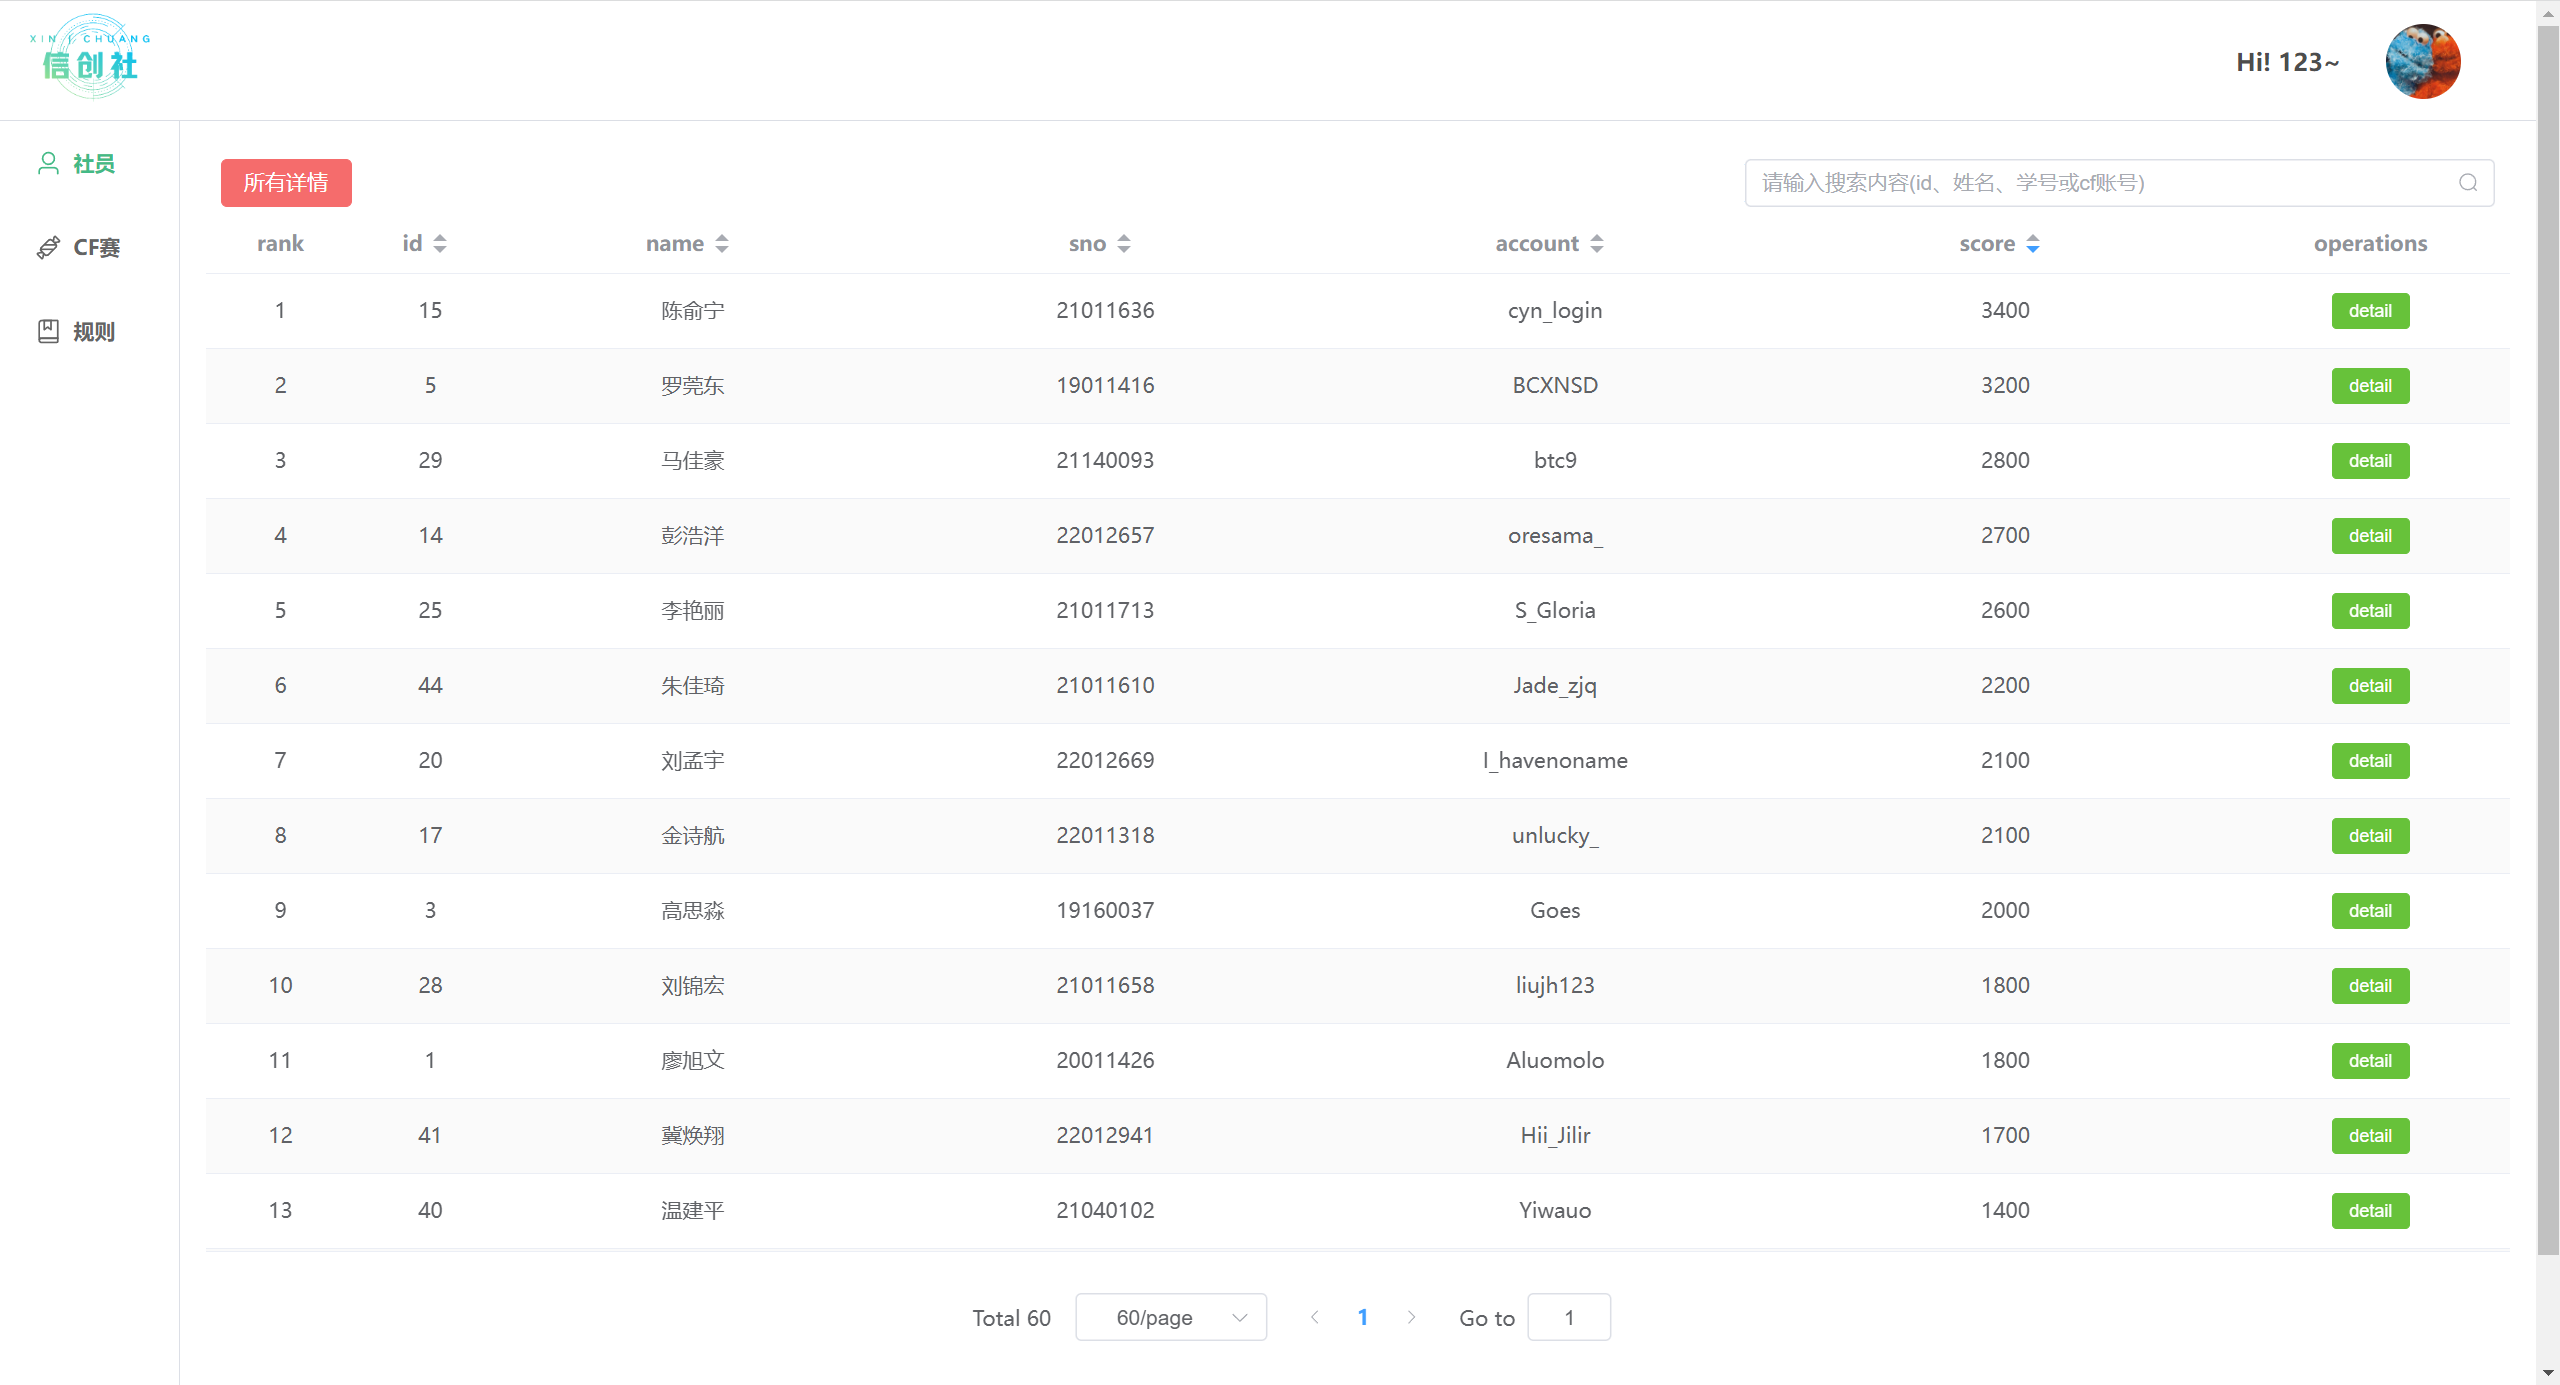 XIN CHUANG
信创社
Hi! 123~
社员
CF赛
规则
所有详情
请输入搜索内容(id、姓名、学号或cf账号)
rank id name sno account score operations
1 15 陈俞宁 21011636 cyn_login 3400 detail
2 5 罗莞东 19011416 BCXNSD 3200 detail
3 29 马佳豪 21140093 btc9 2800 detail
4 14 彭浩洋 22012657 oresama_ 2700 detail
5 25 李艳丽 21011713 S_Gloria 2600 detail
6 44 朱佳琦 21011610 Jade_zjq 2200 detail
7 20 刘孟宇 22012669 I_havenoname 2100 detail
8 17 金诗航 22011318 unlucky_ 2100 detail
9 3 高思淼 19160037 Goes 2000 detail
10 28 刘锦宏 21011658 liujh123 1800 detail
11 1 廖旭文 20011426 Aluomolo 1800 detail
12 41 冀焕翔 22012941 Hii_Jilir 1700 detail
13 40 温建平 21040102 Yiwauo 1400 detail
Total 60 60/page 1 Go to 1